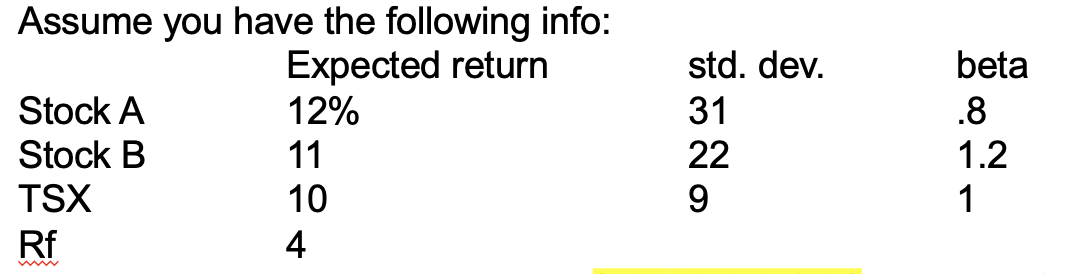 Assume you have the following info:
Expected return std. dev. beta
Stock A 12% 31 .8
Stock B 11 22 1.2
TSX 10 9 1
Rf 4